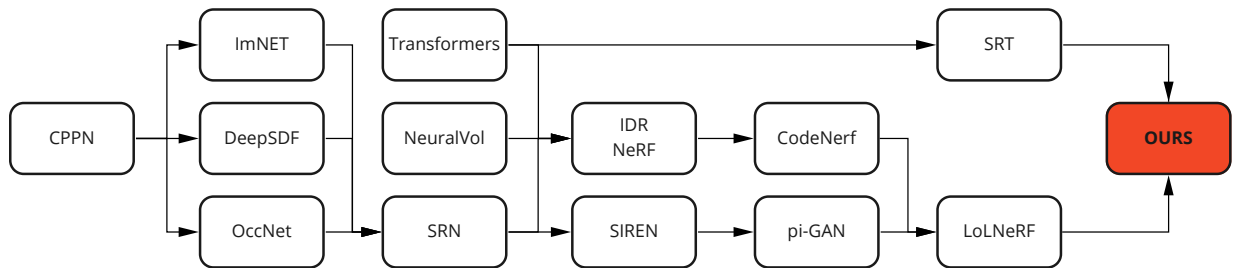 ImNET
Transformers
SRT
CPPN
DeepSDF
NeuralVol
IDR
NeRF
CodeNerf
OURS
OccNet
SRN
SIREN
pi-GAN
LoLNeRF